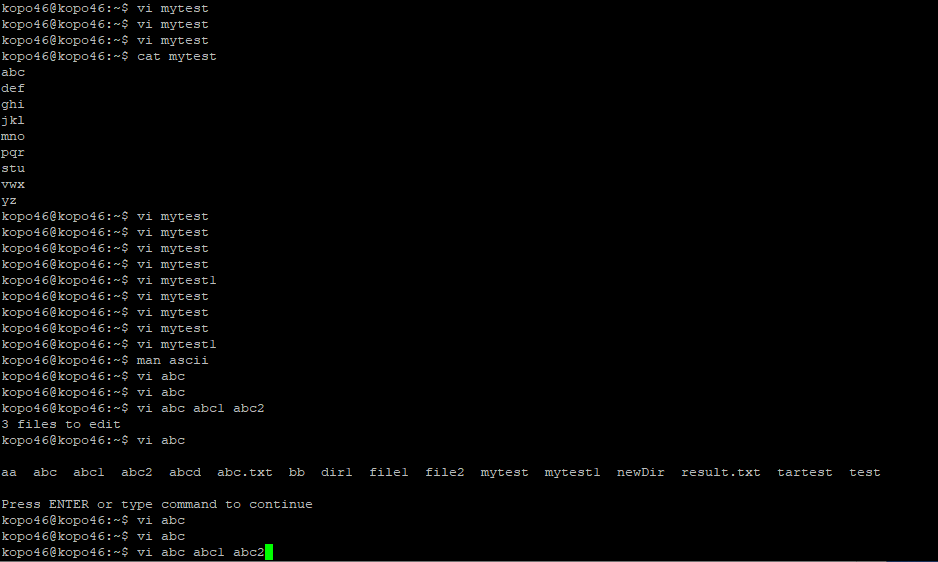 kopo46@kopo46:~$ vi mytest
kopo46@kopo46:~$ vi mytest
kopo46@kopo46:~$ vi mytest
kopo46@kopo46:~$ cat mytest
abc
def
ghi
jkl
mno
pqr
stu
vwx
yz
kopo46@kopo46:~$ vi mytest
kopo46@kopo46:~$ vi mytest
kopo46@kopo46:~$ vi mytest
kopo46@kopo46:~$ vi mytest
kopo46@kopo46:~$ vi mytest1
kopo46@kopo46:~$ vi mytest
kopo46@kopo46:~$ vi mytest
kopo46@kopo46:~$ vi mytest
kopo46@kopo46:~$ vi mytest1
kopo46@kopo46:~$ man ascii
kopo46@kopo46:~$ vi abc
kopo46@kopo46:~$ vi abc
kopo46@kopo46:~$ vi abc abc1 abc2
3 files to edit
kopo46@kopo46:~$ vi abc
aa  abc  abc1  abc2  abcd  abc.txt  bb  dir1  file1  file2  mytest  mytest1  newDir  result.txt  tartest  test
Press ENTER or type command to continue
kopo46@kopo46:~$ vi abc
kopo46@kopo46:~$ vi abc
kopo46@kopo46:~$ vi abc abc1 abc2